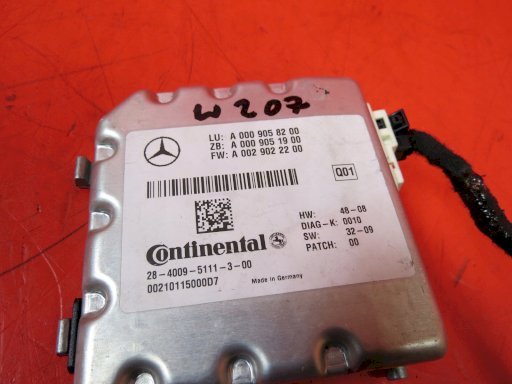 W207
LU: A 000 905 82 00
ZB: A 000 905 19 00
FW: A 002 902 22 00
Q01
HW: 48-08
DIAG-K: 0010
SW: 32-09
PATCH: 00
Continental
28-4009-5111-3-00
00210115000D7
Made in Germany